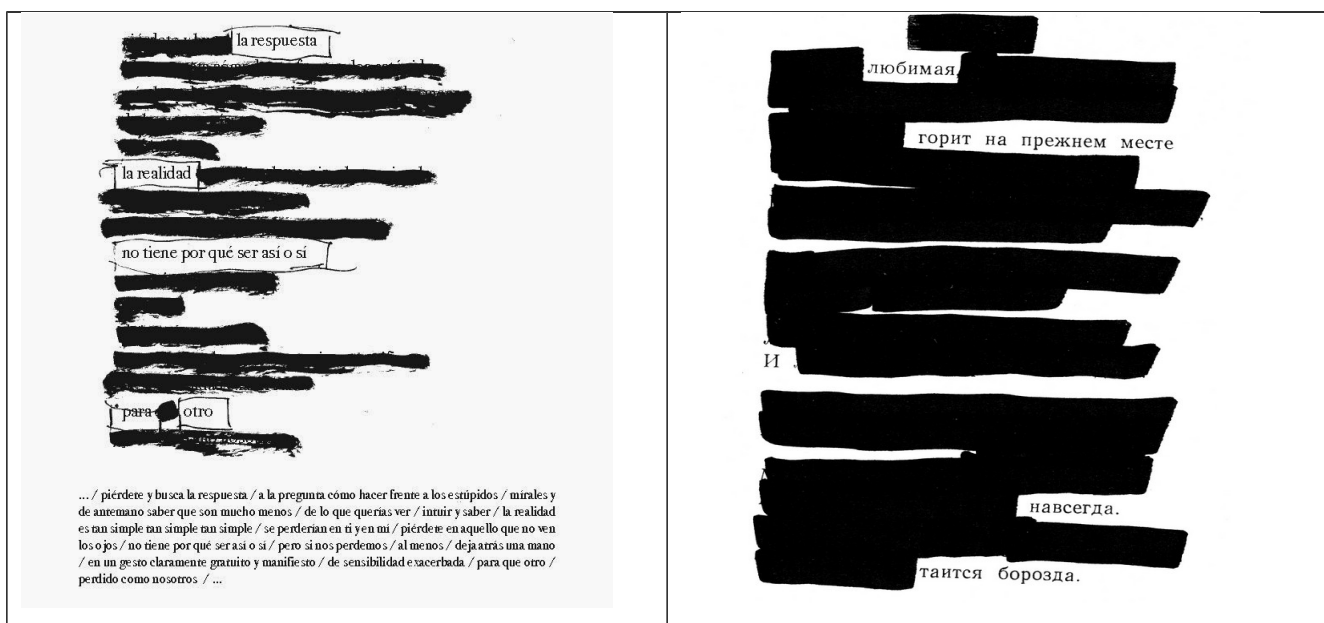 la respuesta
la realidad
no tiene por qué ser así o sí
para otro
... / piérdete y busca la respuesta / a la pregunta cómo hacer frente a los estúpidos / mírales y
de antemano saber que son mucho menos / de lo que querías ver / intuir y saber / la realidad
es tan simple tan simple tan simple / se perderían en ti y en mí / piérdete en aquello que no ven
los ojos / no tiene por qué ser así o sí / pero si nos perdemos / al menos / deja atrás una mano
/ en un gesto claramente gratuito y manifiesto / de sensibilidad exacerbada / para que otro /
perdido como nosotros / ...
любимая,
горит на прежнем месте
И
навсегда.
таится борозда.